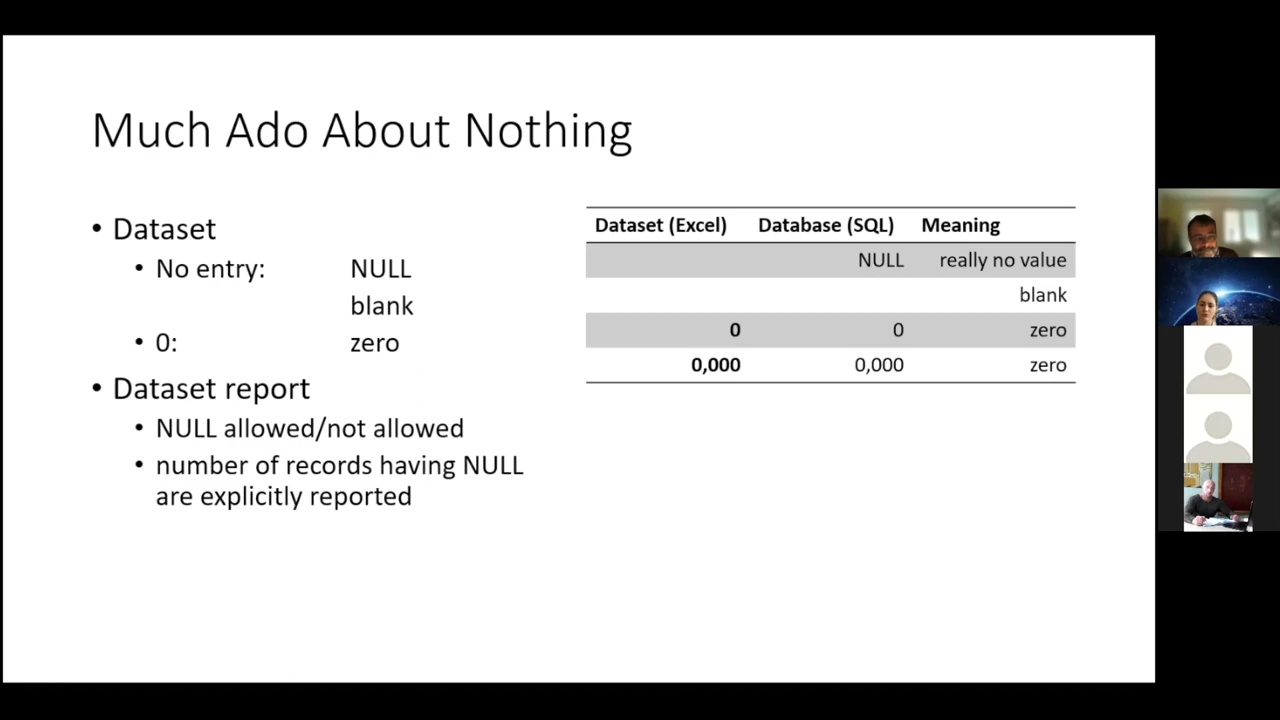 Much Ado About Nothing
• Dataset
• No entry: NULL
blank
• 0: zero
• Dataset report
• NULL allowed/not allowed
• number of records having NULL
are explicitly reported
Dataset (Excel) Database (SQL) Meaning
NULL really no value
blank
0 0 zero
0,000 0,000 zero